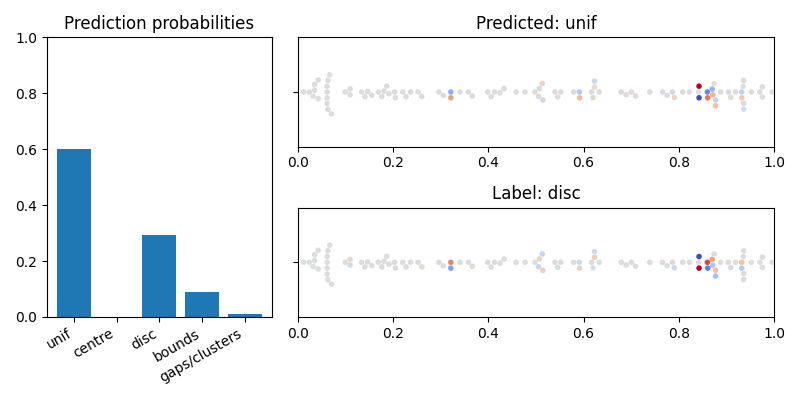 Prediction probabilities
1.0
0.8
0.6
0.4
0.2
0.0
unif
centre
disc
bounds
gaps/clusters
Predicted: unif
0.0 0.2 0.4 0.6 0.8 1.0
Label: disc
0.0 0.2 0.4 0.6 0.8 1.0